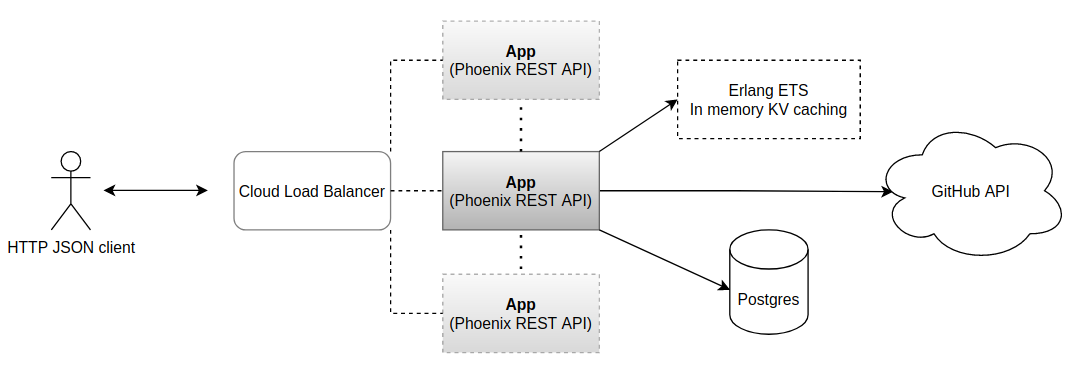 App
(Phoenix REST API)
Erlang ETS
In memory KV caching
HTTP JSON client
Cloud Load Balancer
App
(Phoenix REST API)
GitHub API
Postgres
App
(Phoenix REST API)